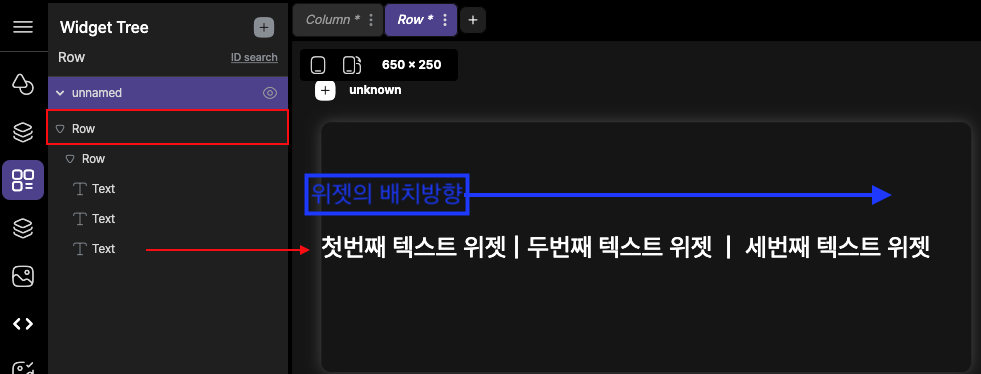 Widget Tree
Row
ID search
unnamed
Row
Row
Text
Text
Text
Column *
Row *
650 × 250
unknown
위젯의 배치방향
첫번째 텍스트 위젯 | 두번째 텍스트 위젯 | 세번째 텍스트 위젯